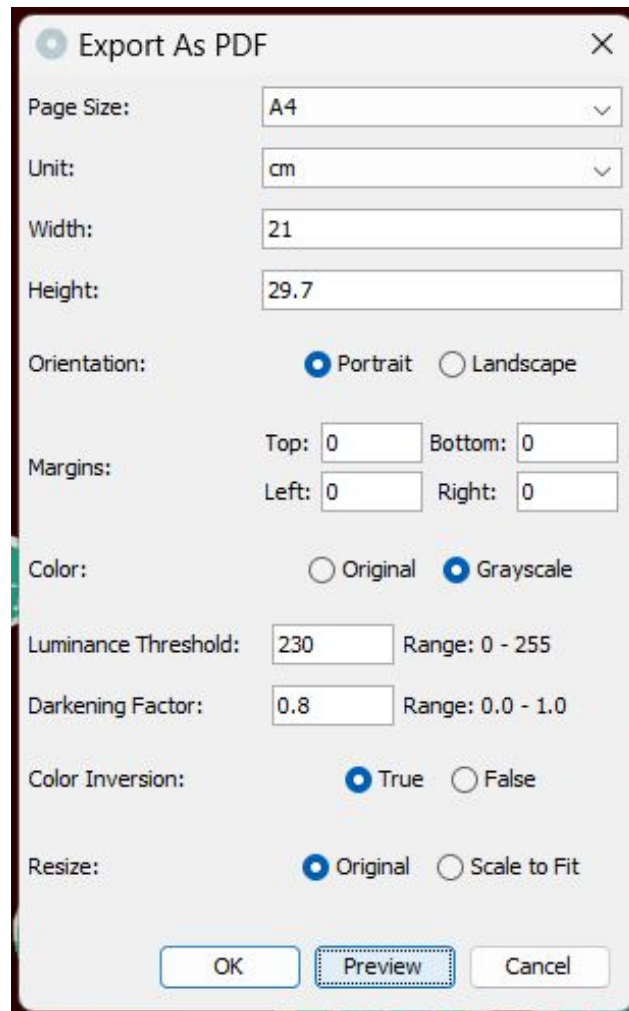 Export As PDF
Page Size: A4
Unit: cm
Width: 21
Height: 29.7
Orientation: Portrait Landscape
Margins:
Top: 0 Bottom: 0
Left: 0 Right: 0
Color: Original Grayscale
Luminance Threshold: 230 Range: 0 - 255
Darkening Factor: 0.8 Range: 0.0 - 1.0
Color Inversion: True False
Resize: Original Scale to Fit
OK Preview Cancel